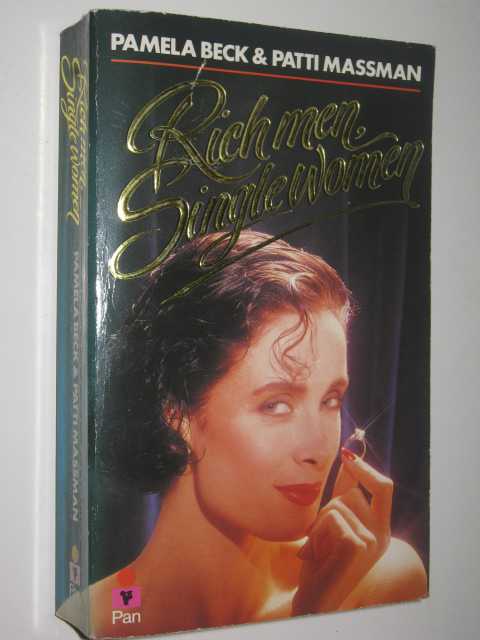 PAMELA BECK & PATTI MASSMAN
Rich men,
Single women
Pan
Rich men,
Single women
PAMELA BECK & PATTI MASSMAN